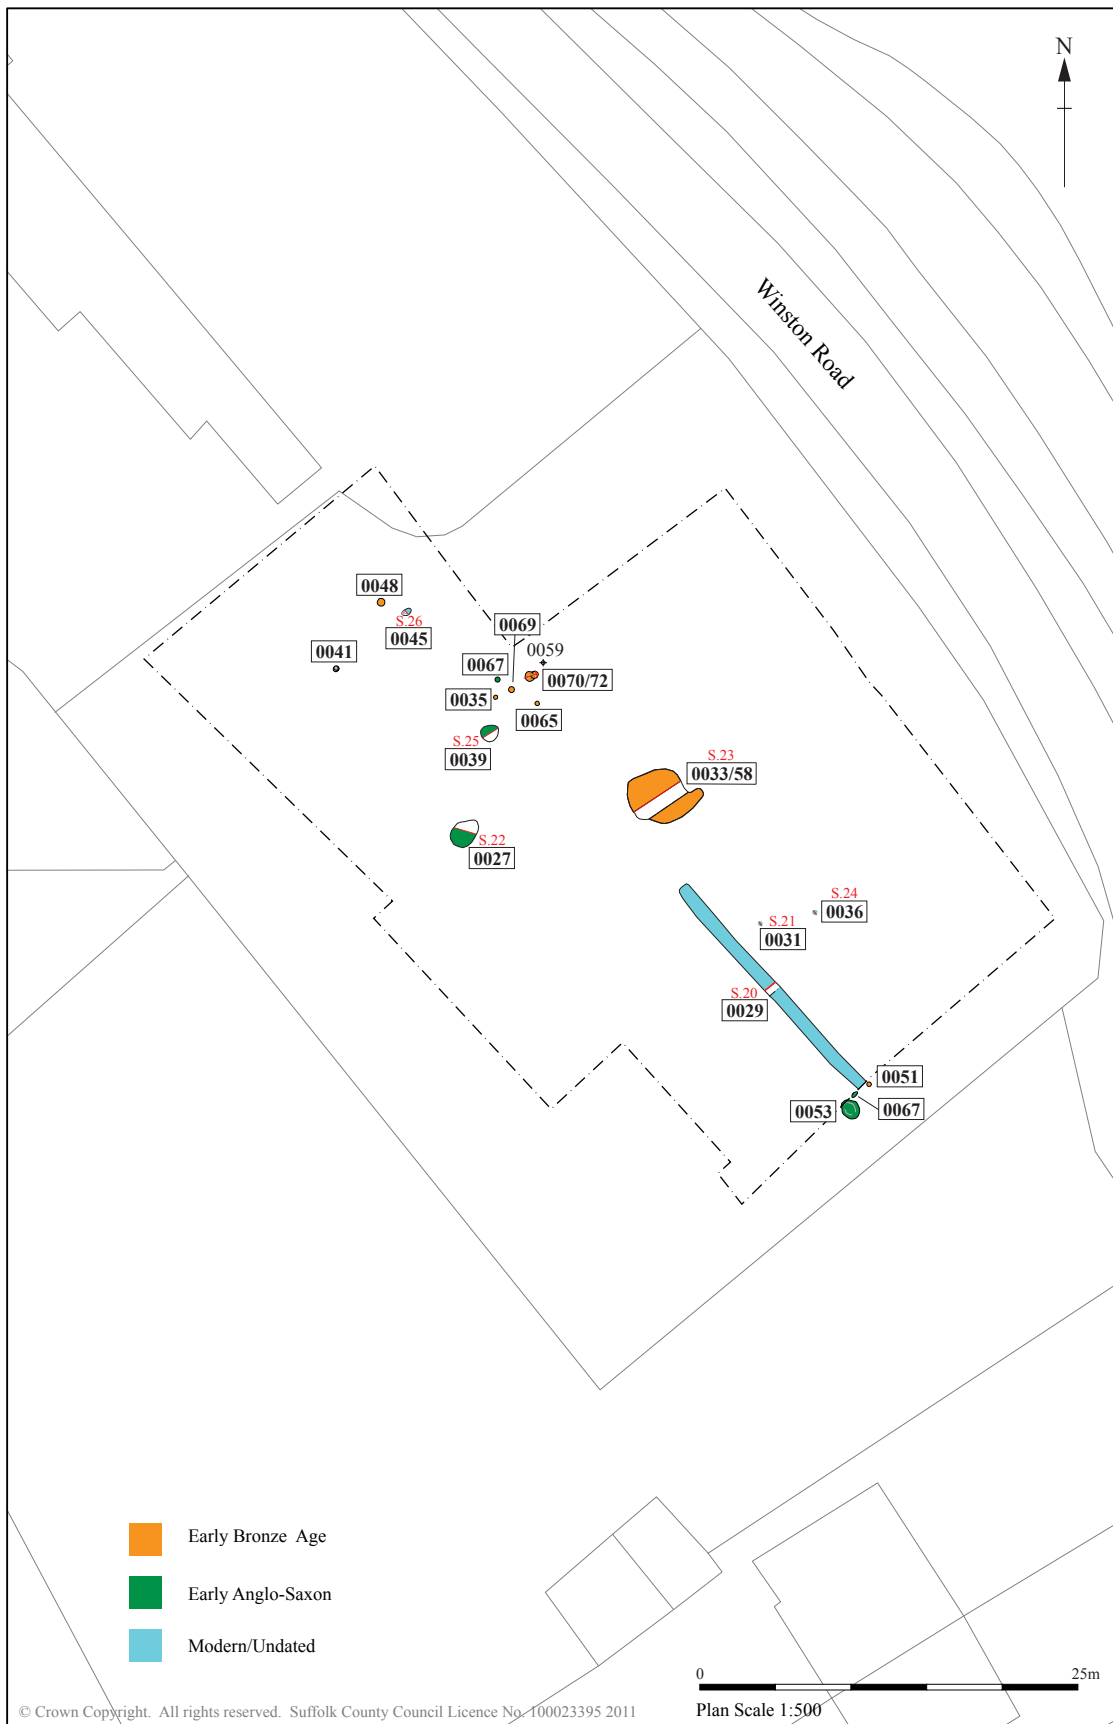 N
Winston Road
0048
S.26
0045
0069
0041
0059
0067
0070/72
0035
0065
S.25
0039
S.23
0033/58
S.22
0027
S.24
0036
S.21
0031
S.20
0029
0051
0053
0067
Early Bronze Age
Early Anglo-Saxon
Modern/Undated
0 25m
Plan Scale 1:500
© Crown Copyright. All rights reserved. Suffolk County Council Licence No. 100023395 2011